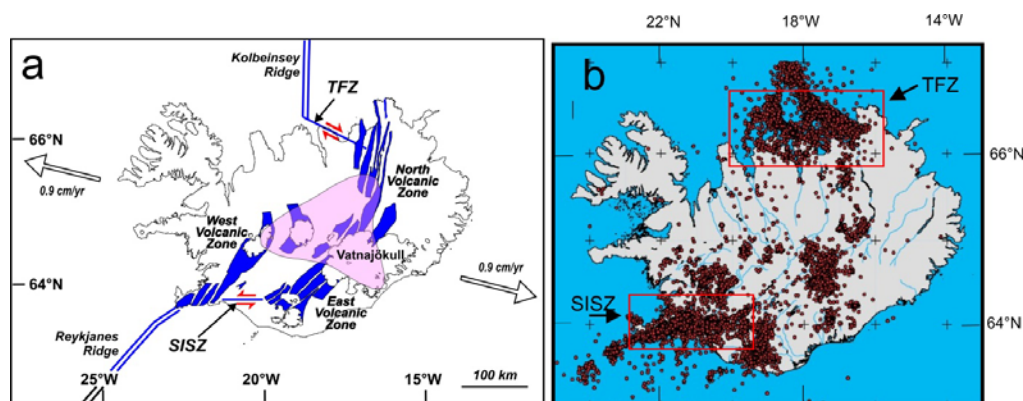 a
Kolbeinsey
Ridge
TFZ
66°N
0.9 cm/yr
North
Volcanic
Zone
West
Volcanic
Zone
Vatnajökull
0.9 cm/yr
64°N
East
Volcanic
Zone
Reykjanes
Ridge
SISZ
25°W
20°W
15°W
100 km
22°N
18°W
14°W
b
TFZ
66°N
SISZ
64°N